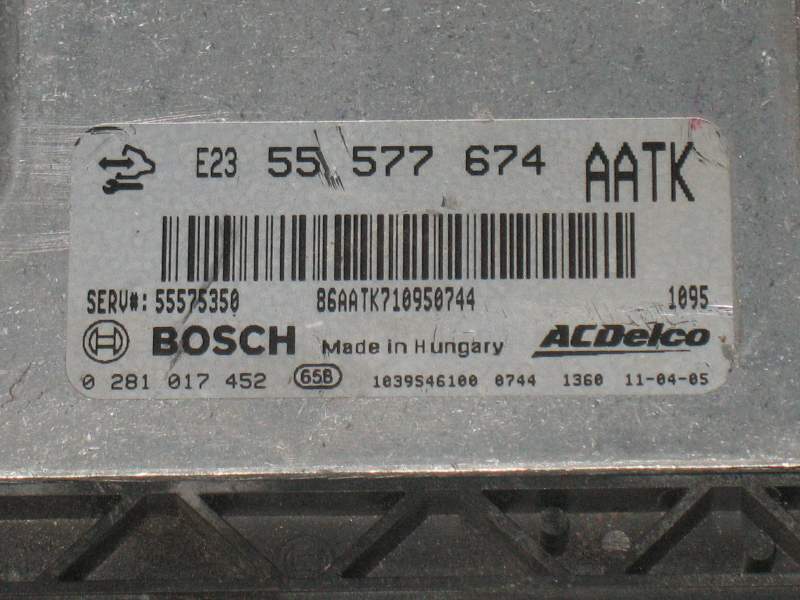 E23 55 577 674 AATK
SERV#: 55575350 86AATK710950744 1095
BOSCH Made in Hungary ACDelco
0 281 017 452 65B 1039S46100 0744 1360 11-04-05